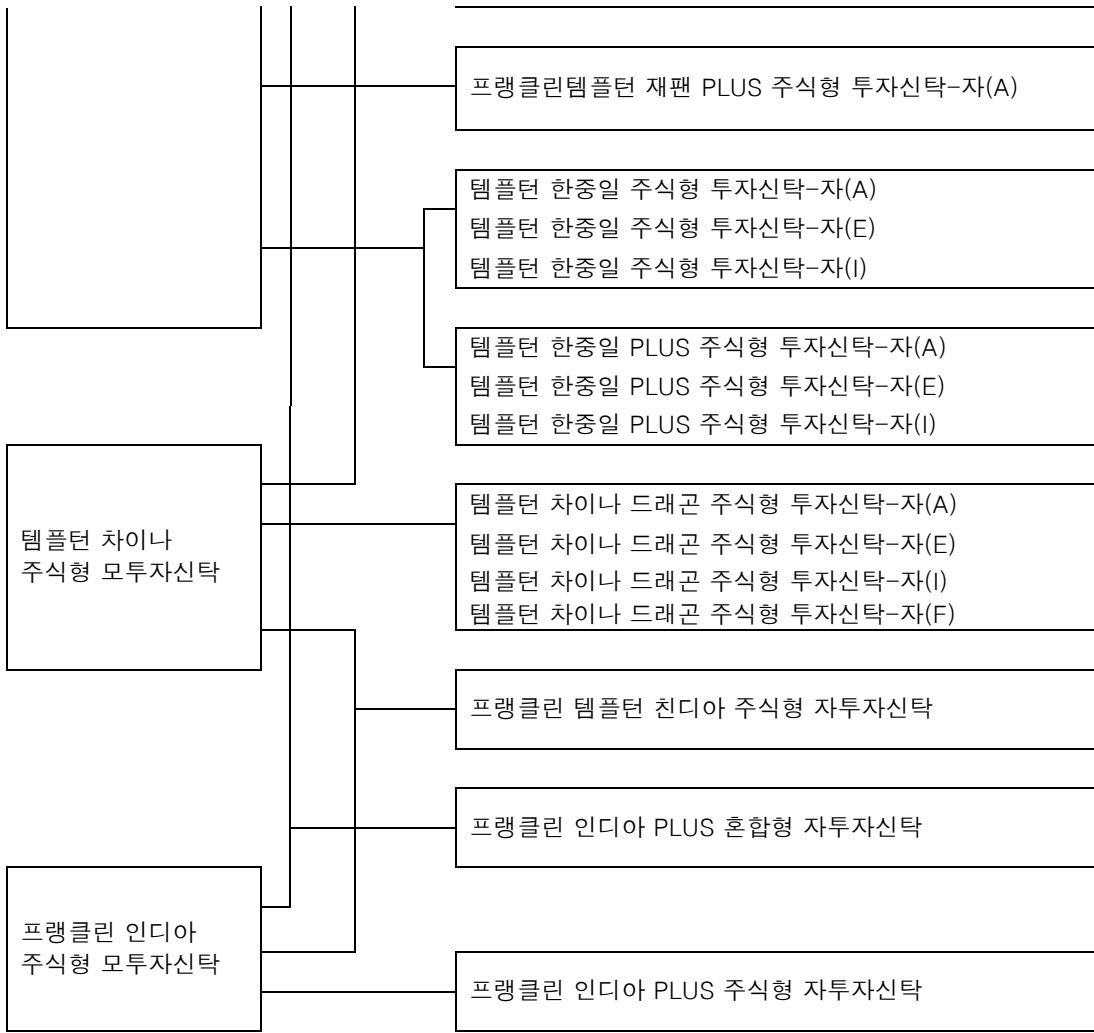 프랭클린템플턴 재팬 PLUS 주식형 투자신탁-자(A)
템플턴 한중일 주식형 투자신탁-자(A)
템플턴 한중일 주식형 투자신탁-자(E)
템플턴 한중일 주식형 투자신탁-자(I)
템플턴 한중일 PLUS 주식형 투자신탁-자(A)
템플턴 한중일 PLUS 주식형 투자신탁-자(E)
템플턴 한중일 PLUS 주식형 투자신탁-자(I)
템플턴 차이나
주식형 모투자신탁
템플턴 차이나 드래곤 주식형 투자신탁-자(A)
템플턴 차이나 드래곤 주식형 투자신탁-자(E)
템플턴 차이나 드래곤 주식형 투자신탁-자(I)
템플턴 차이나 드래곤 주식형 투자신탁-자(F)
프랭클린 템플턴 친디아 주식형 자투자신탁
프랭클린 인디아 PLUS 혼합형 자투자신탁
프랭클린 인디아
주식형 모투자신탁
프랭클린 인디아 PLUS 주식형 자투자신탁